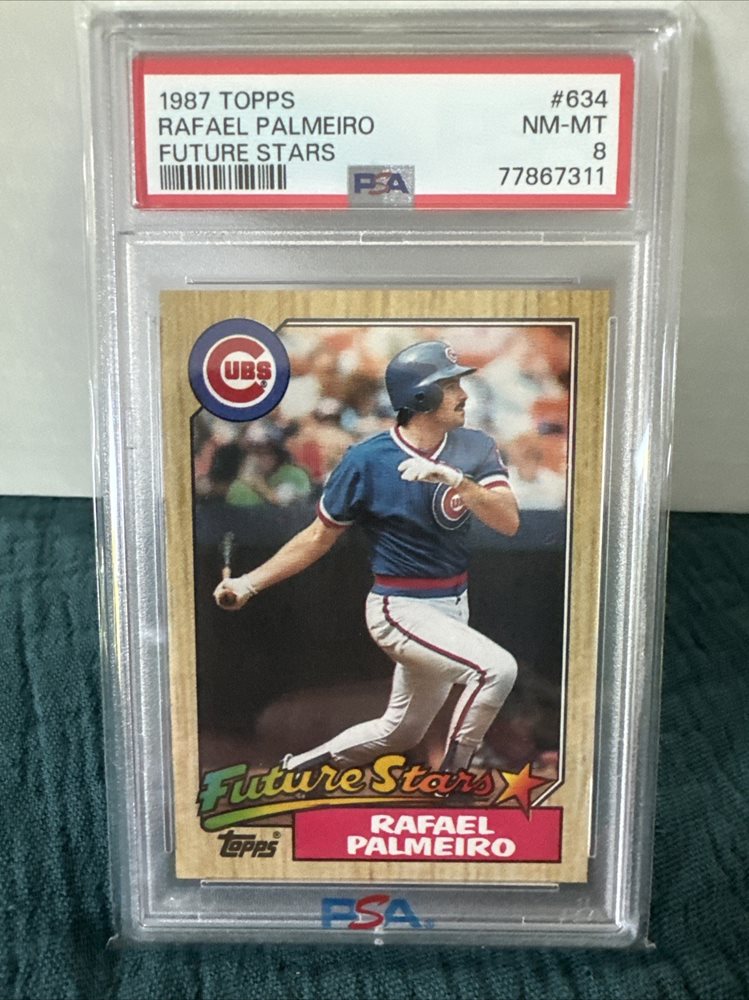 1987 TOPPS #634
RAFAEL PALMEIRO NM-MT
FUTURE STARS 8
PSA 77867311
CUBS®
Future Stars
Topps®
RAFAEL
PALMEIRO
PSA®